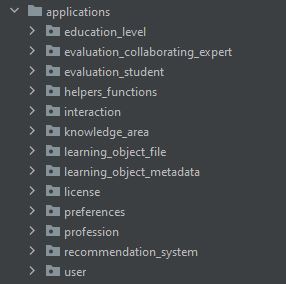 applications
education_level
evaluation_collaborating_expert
evaluation_student
helpers_functions
interaction
knowledge_area
learning_object_file
learning_object_metadata
license
preferences
profession
recommendation_system
user